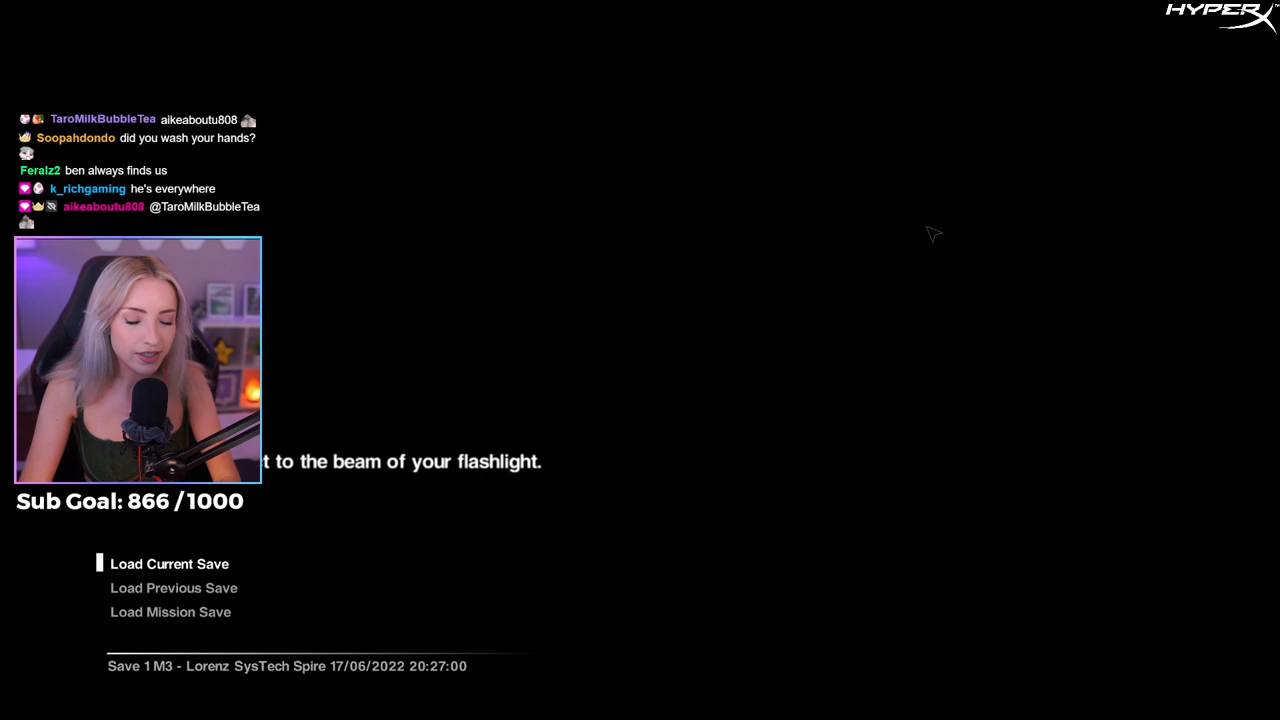 HYPERX
TaroMilkBubbleTea aikeaboutu808
Soopahdondo did you wash your hands?
Feralz2 ben always finds us
k_richgaming he's everywhere
aikeaboutu808 @TaroMilkBubbleTea
t to the beam of your flashlight.
Sub Goal: 866 /1000
Load Current Save
Load Previous Save
Load Mission Save
Save 1 M3 - Lorenz SysTech Spire 17/06/2022 20:27:00